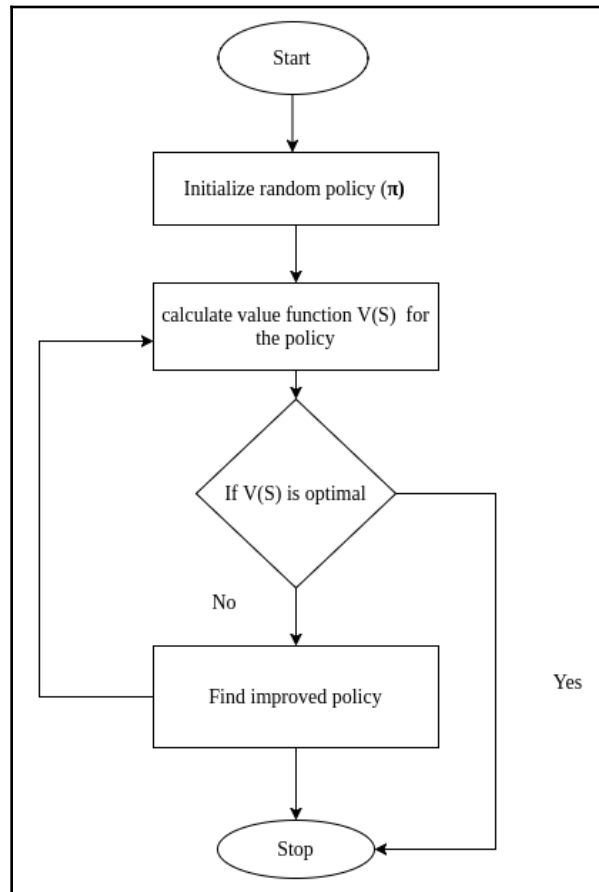 Start
Initialize random policy (π)
calculate value function V(S) for
the policy
If V(S) is optimal
No
Find improved policy
Yes
Stop